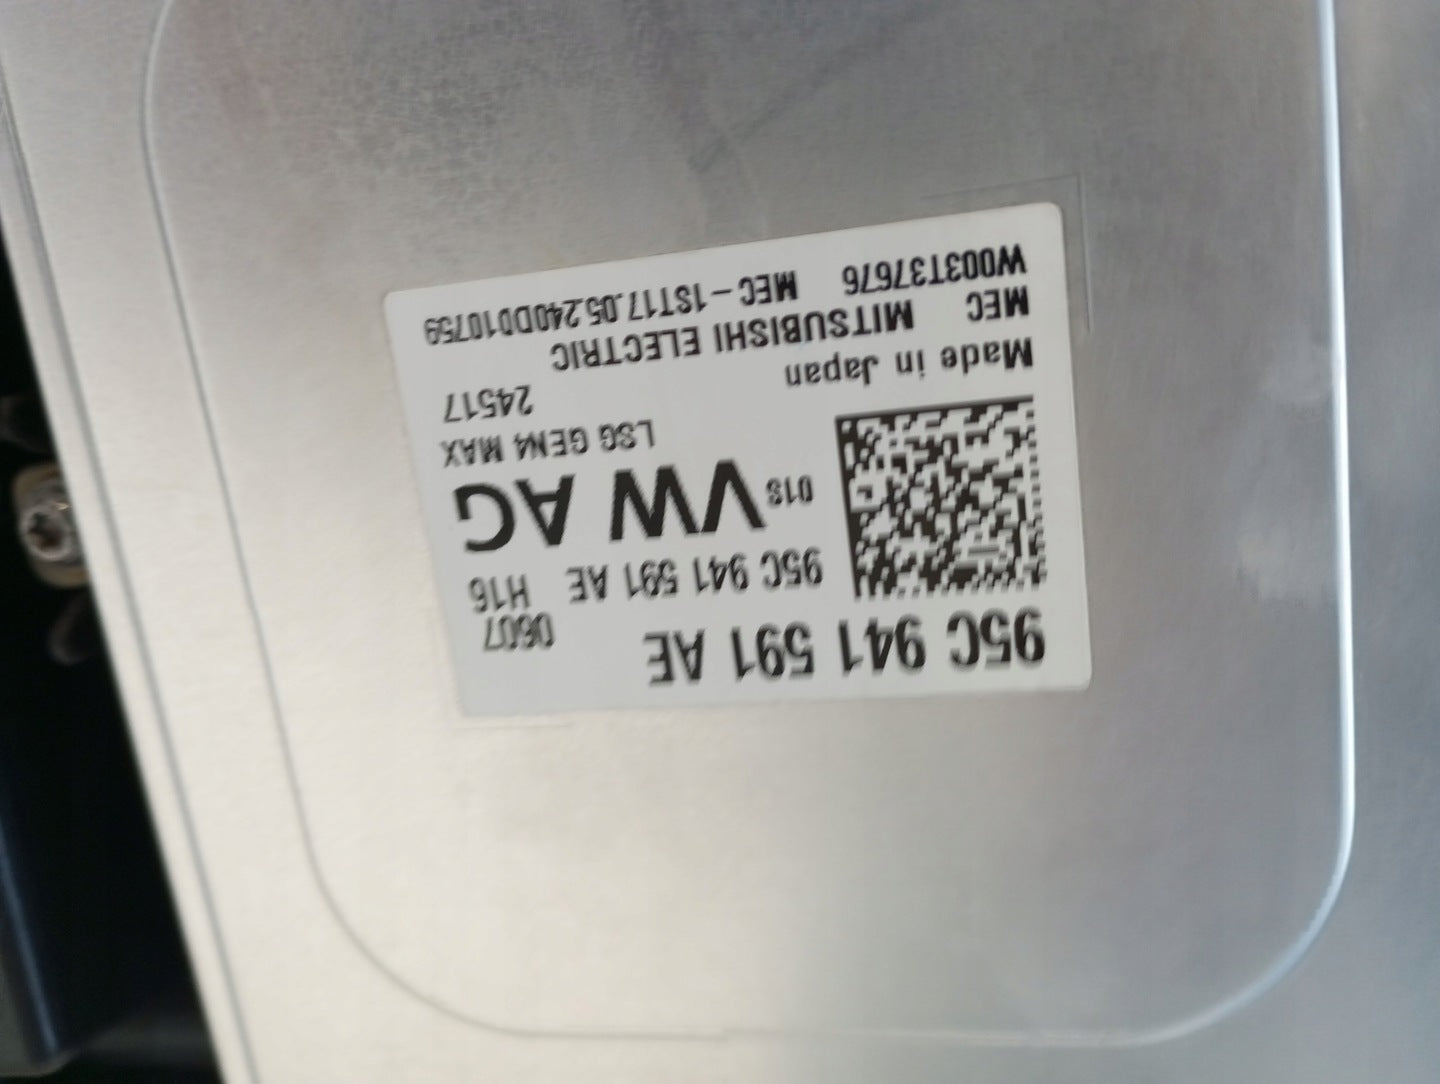 95C 941 591 AE
0607
95C 941 591 AE H16
01S VW AG
LSG GEN4 MAX
24517
Made in Japan
MEC MITSUBISHI ELECTRIC
W003T37676 MEC-1ST17.05.240D010759